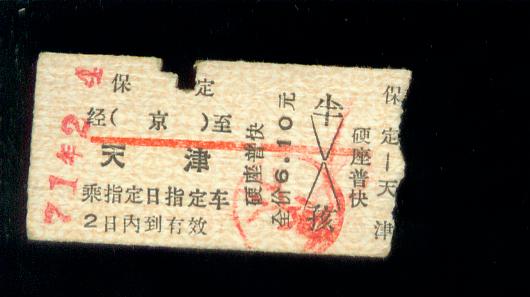 保 定
经( 京 )至
天 津
乘指定日指定车
2日内到有效
硬座普快
全价6.10元
半 孩
硬座普快
保定—天津
71年2